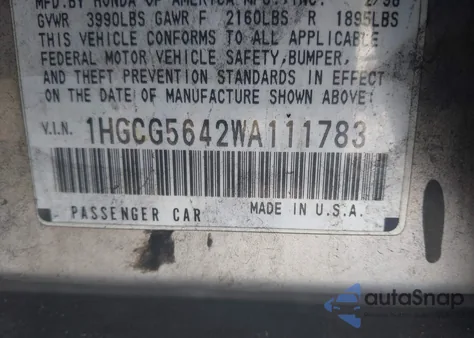 MFD.BY HONDA OF AMERICA MFG.,INC. 2/98
GVWR 3990LBS GAWR F 2160LBS R 1895LBS
THIS VEHICLE CONFORMS TO ALL APPLICABLE
FEDERAL MOTOR VEHICLE SAFETY,BUMPER,
AND THEFT PREVENTION STANDARDS IN EFFECT
ON DATE OF MANUFACTURE SHOWN ABOVE.
V.I.N. 1HGCG5642WA111783
PASSENGER CAR MADE IN U.S.A.
autoSnap